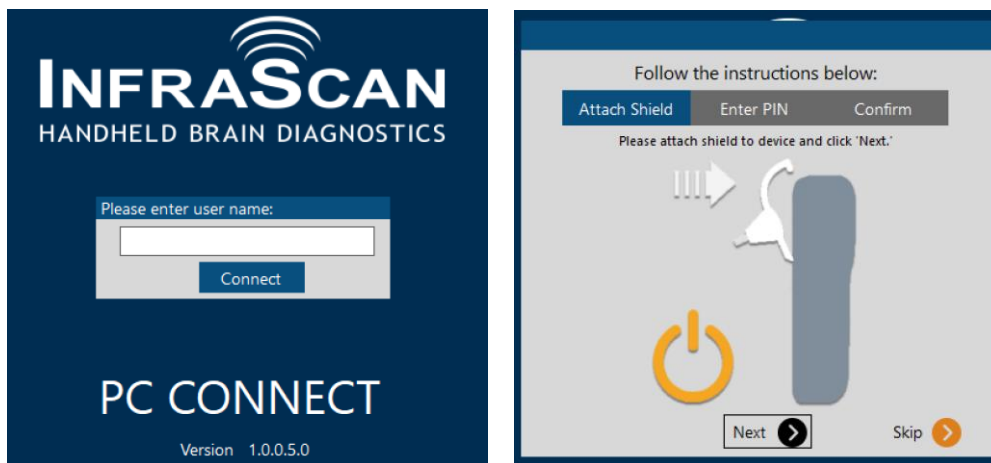 INFRASCAN
HANDHELD BRAIN DIAGNOSTICS
Please enter user name:
Connect
PC CONNECT
Version 1.0.0.5.0
Follow the instructions below:
Attach Shield Enter PIN Confirm
Please attach shield to device and click 'Next.'
Next Skip